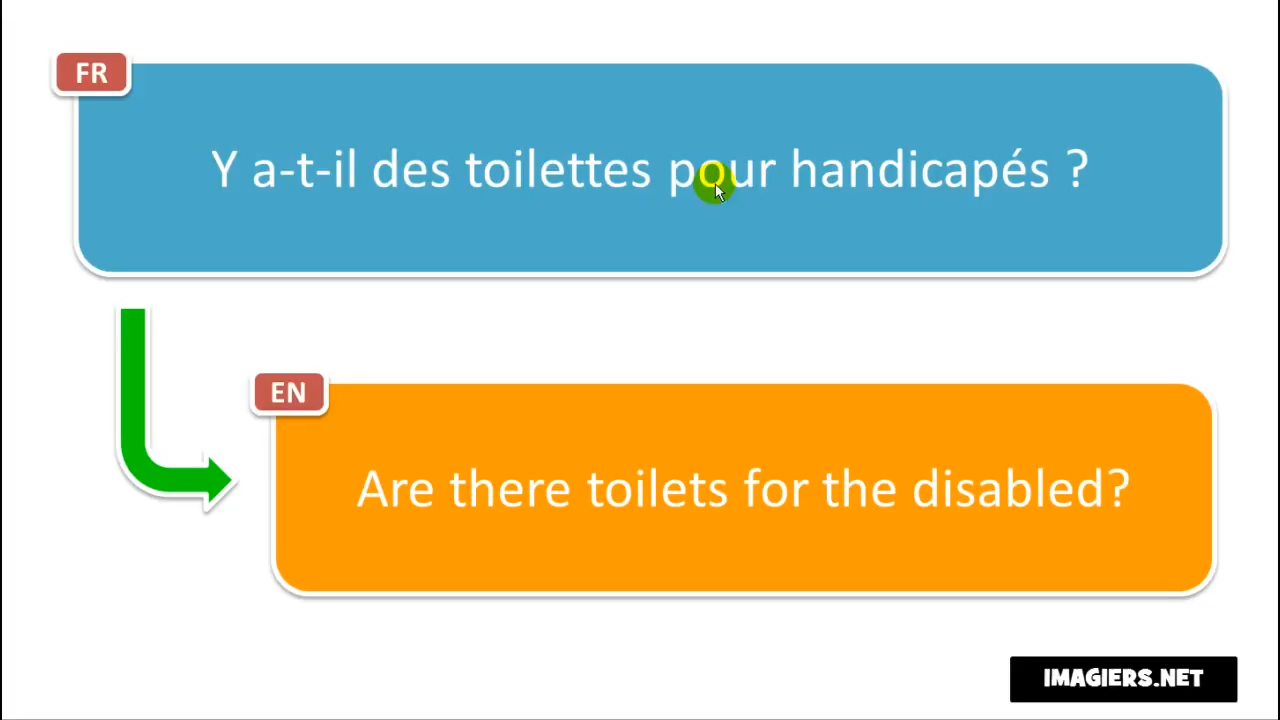 FR
Y a-t-il des toilettes pour handicapés ?
EN
Are there toilets for the disabled?
IMAGIERS.NET